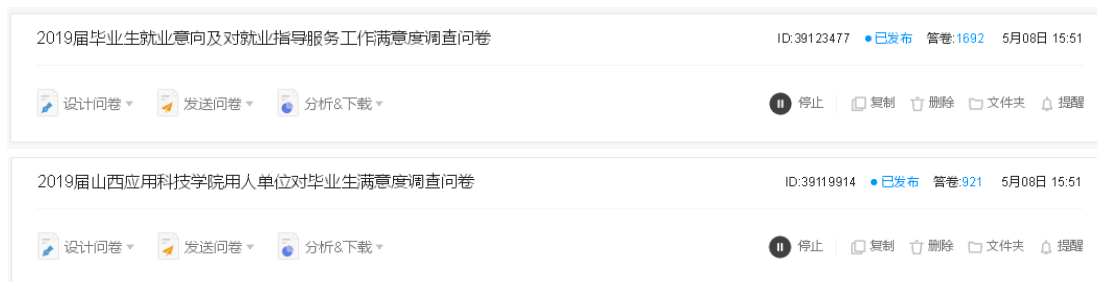 2019届毕业生就业意向及对就业指导服务工作满意度调查问卷 ID:39123477 ●已发布 答卷:1692 5月08日 15:51
设计问卷 发送问卷 分析&下载 停止 复制 删除 文件夹 提醒
2019届山西应用科技学院用人单位对毕业生满意度调查问卷 ID:39119914 ●已发布 答卷:921 5月08日 15:51
设计问卷 发送问卷 分析&下载 停止 复制 删除 文件夹 提醒